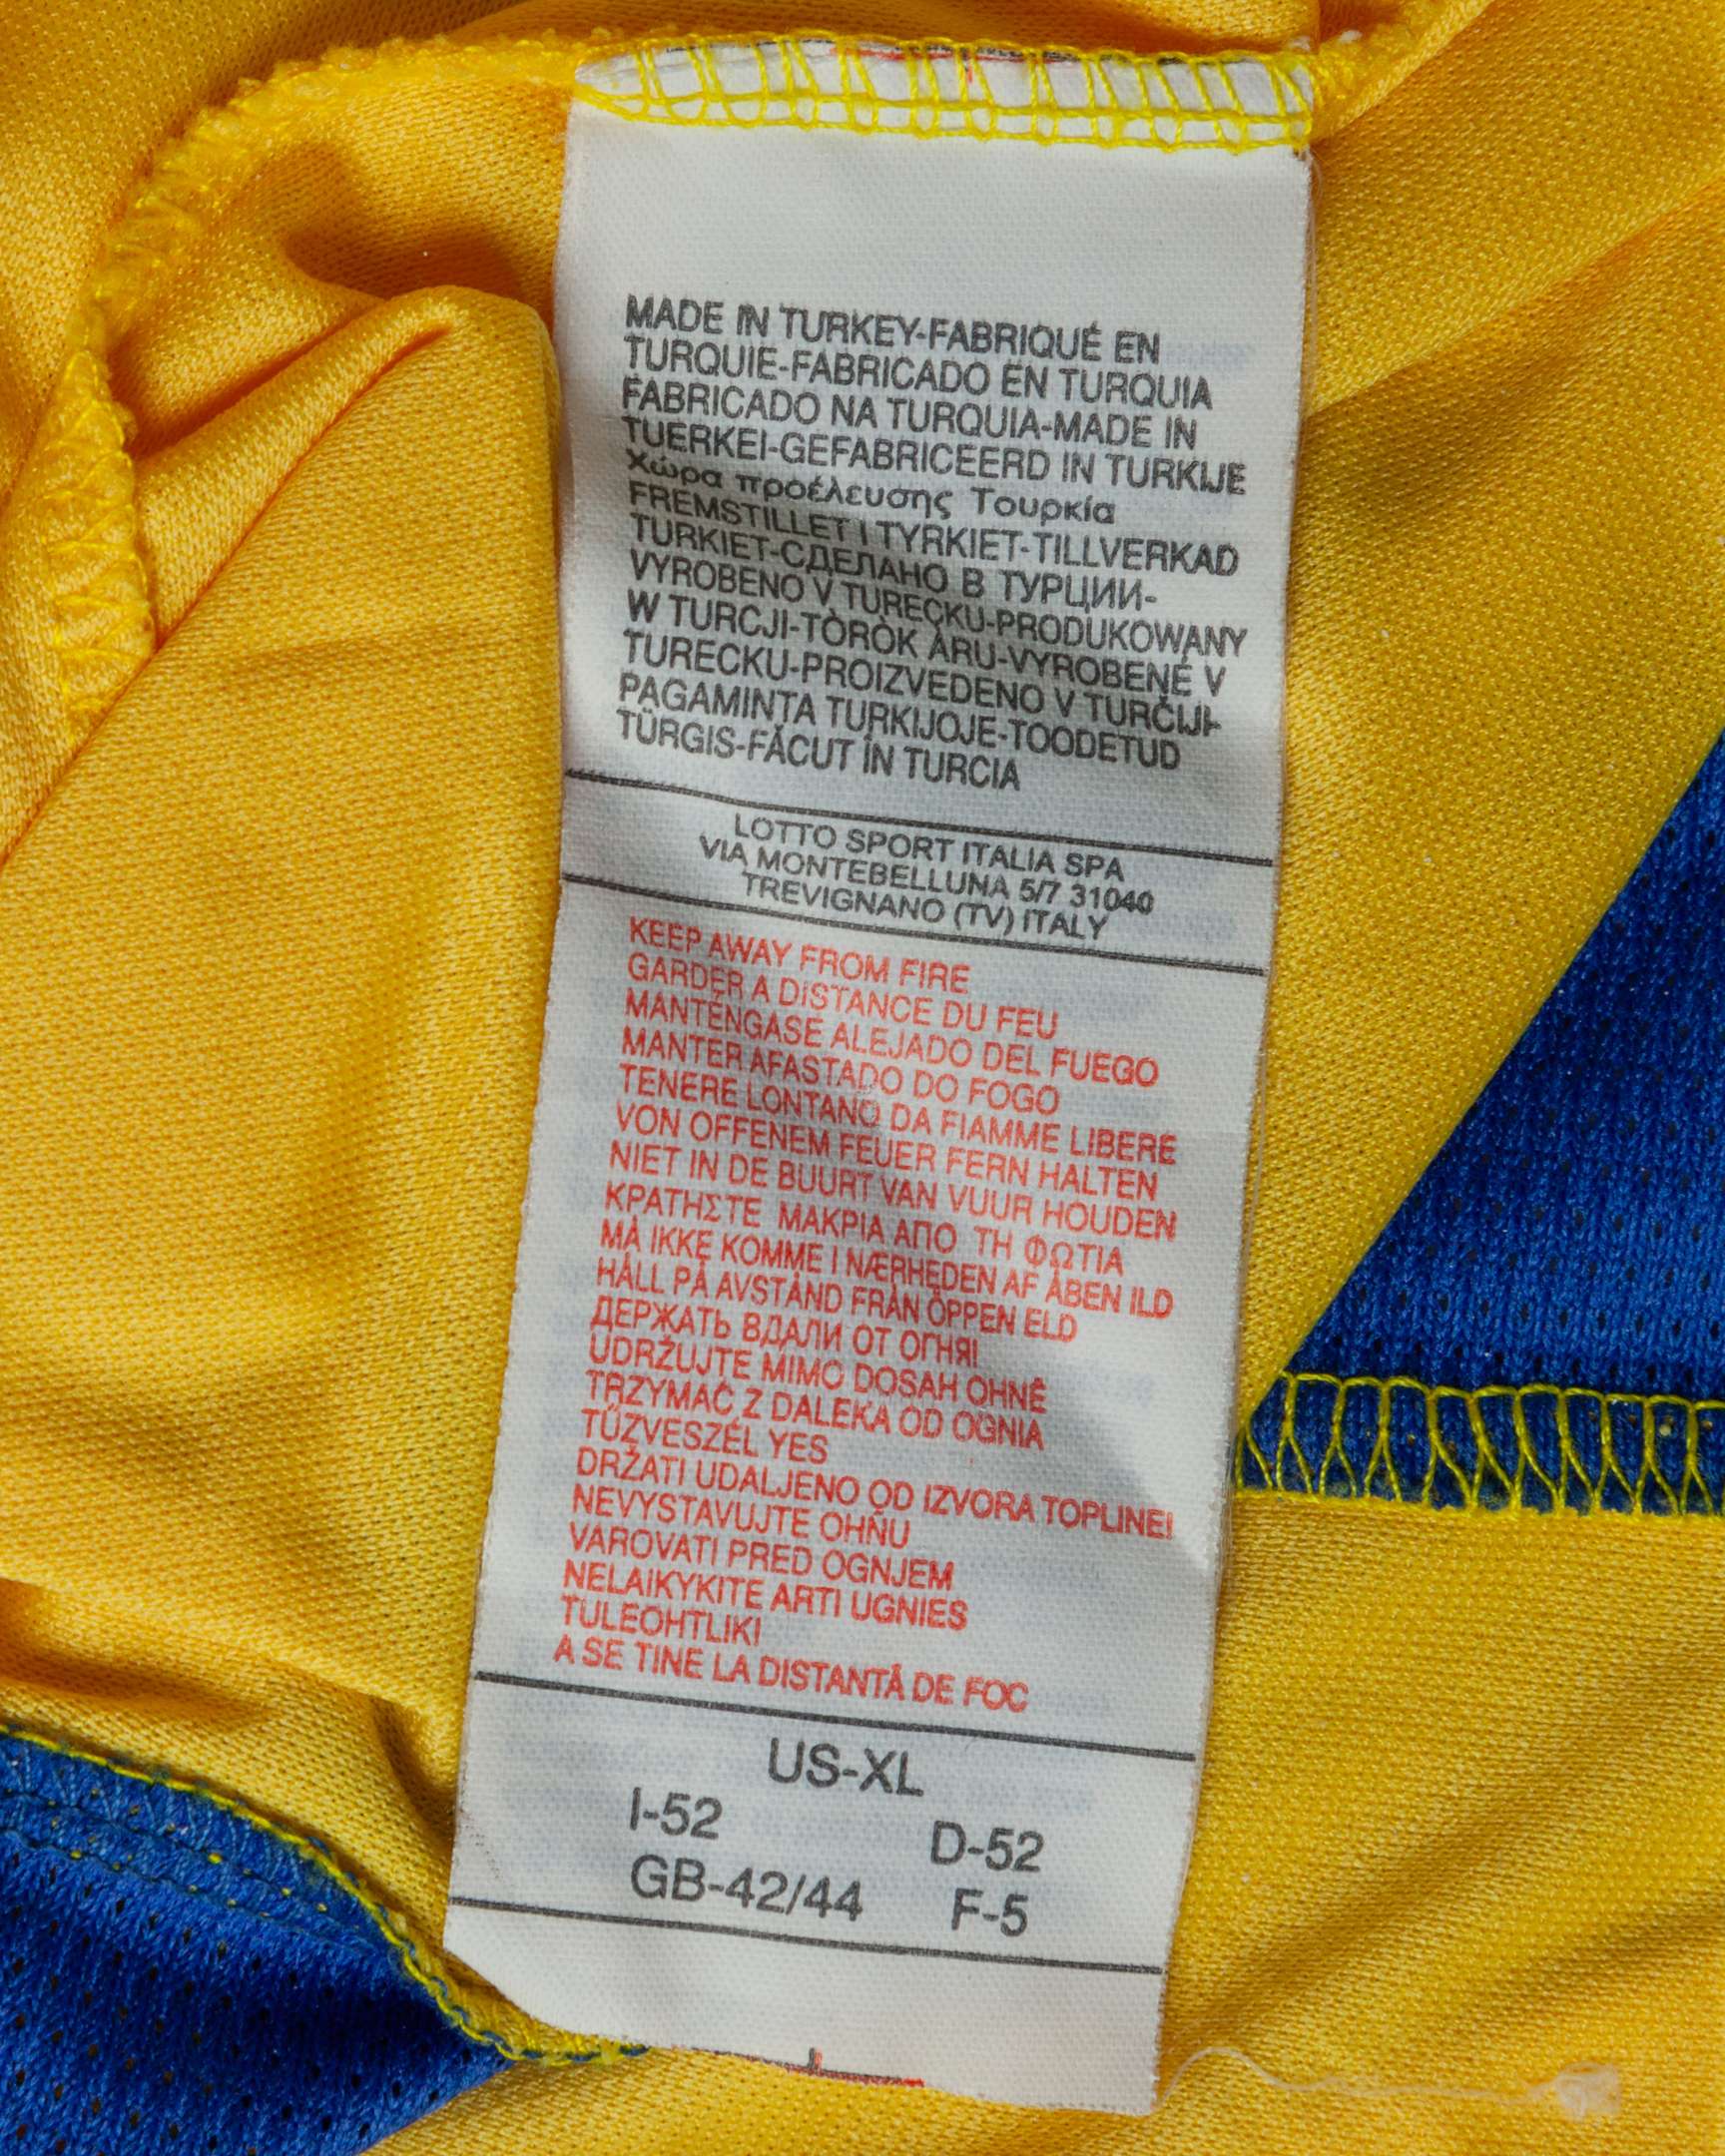 MADE IN TURKEY-FABRIQUÉ EN
TURQUIE-FABRICADO EN TURQUIA
FABRICADO NA TURQUIA-MADE IN
TUERKEI-GEFABRICEERD IN TURKIJE
Χώρα προέλευσης Τουρκία
FREMSTILLET I TYRKIET-TILLVERKAD
TURKIET-СДЕЛАНО В ТУРЦИИ-
VYROBENO V TURECKU-PRODUKOWANY
W TURCJI-TÒRÒK ÀRU-VYROBENÉ V
TURECKU-PROIZVEDENO V TURČIJI-
PAGAMINTA TURKIJOJE-TOODETUD
TÜRGIS-FĂCUT ÎN TURCIA
LOTTO SPORT ITALIA SPA
VIA MONTEBELLUNA 5/7 31040
TREVIGNANO (TV) ITALY
KEEP AWAY FROM FIRE
GARDER A DISTANCE DU FEU
MANTÉNGASE ALEJADO DEL FUEGO
MANTER AFASTADO DO FOGO
TENERE LONTANO DA FIAMME LIBERE
VON OFFENEM FEUER FERN HALTEN
NIET IN DE BUURT VAN VUUR HOUDEN
ΚΡΑΤΗΣΤΕ ΜΑΚΡΙΑ ΑΠΟ ΤΗ ΦΩΤΙΑ
MÅ IKKE KOMME I NÆRHEDEN AF ÅBEN ILD
HÅLL PÅ AVSTÅND FRÅN ÖPPEN ELD
ДЕРЖАТЬ ВДАЛИ ОТ ОГНЯ!
UDRŽUJTE MIMO DOSAH OHNĚ
TRZYMAĆ Z DALEKA OD OGNIA
TŰZVESZÉL YES
DRŽATI UDALJENO OD IZVORA TOPLINE!
NEVYSTAVUJTE OHŇU
VAROVATI PRED OGNJEM
NELAIKYKITE ARTI UGNIES
TULEOHTLIKI
A SE TINE LA DISTANTĂ DE FOC
US-XL
I-52 D-52
GB-42/44 F-5